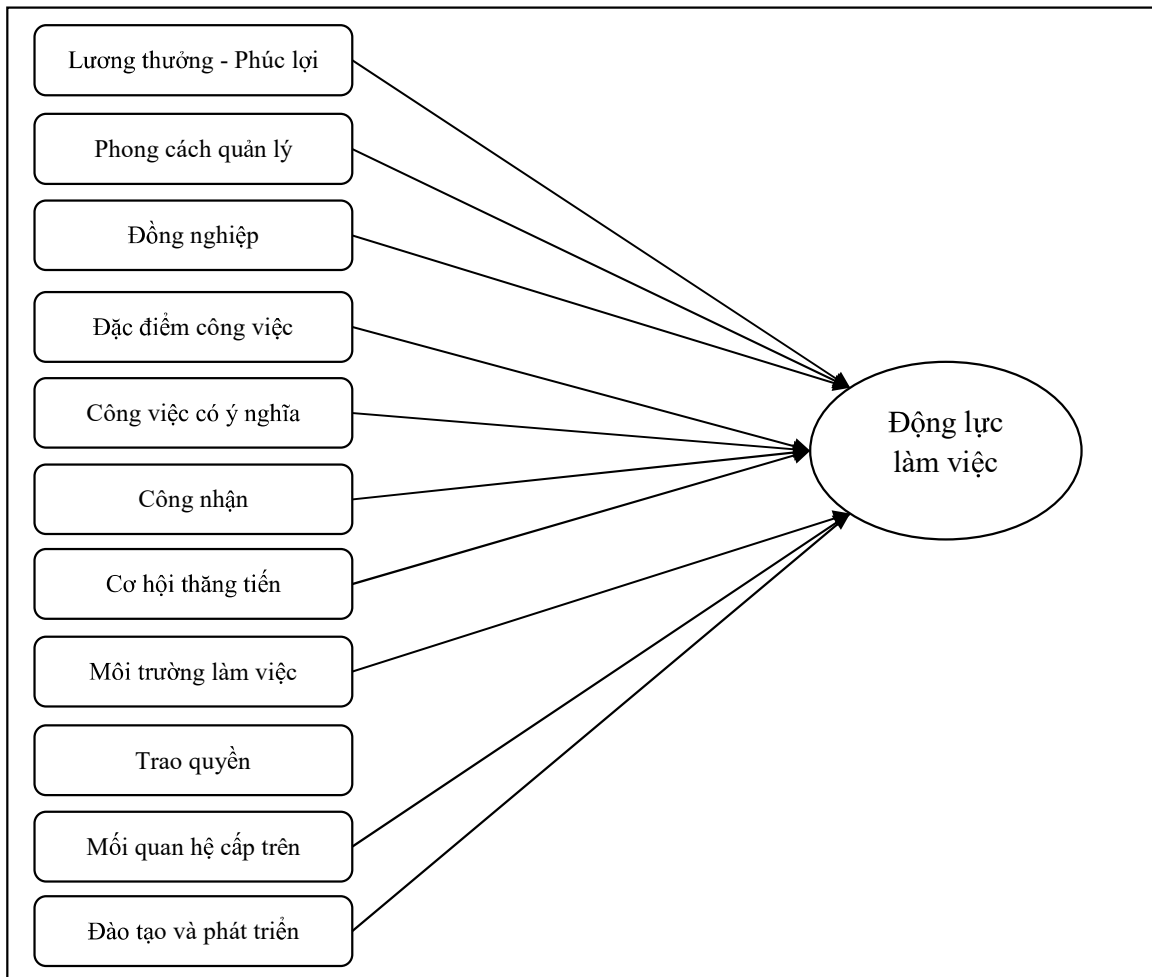 Lương thưởng - Phúc lợi
Phong cách quản lý
Đồng nghiệp
Đặc điểm công việc
Công việc có ý nghĩa
Công nhận
Cơ hội thăng tiến
Môi trường làm việc
Trao quyền
Mối quan hệ cấp trên
Đào tạo và phát triển
Động lực
làm việc